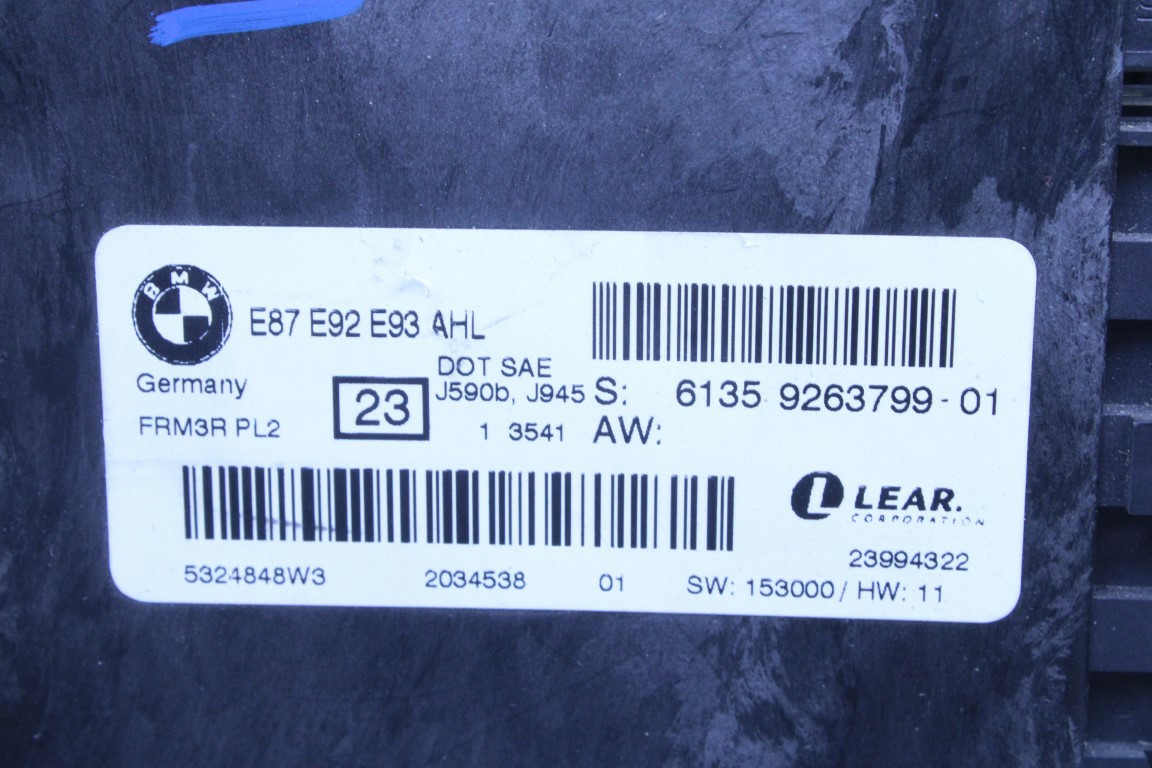 BMW
E87 E92 E93 AHL
Germany
DOT SAE
J590b, J945
S: 6135 9263799-01
FRM3R PL2
23
1 3541
AW:
LEAR.
CORPORATION
23994322
5324848W3 2034538 01 SW: 153000/ HW: 11